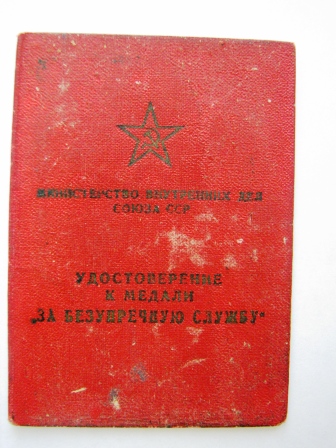 МИНИСТЕРСТВО ВНУТРЕННИХ ДЕЛ
СОЮЗА ССР
УДОСТОВЕРЕНИЕ
К МЕДАЛИ
„ЗА БЕЗУПРЕЧНУЮ СЛУЖБУ"